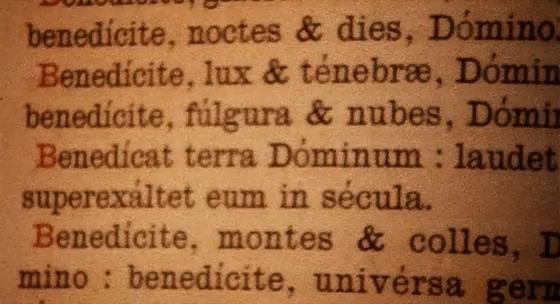 benedícite, noctes & dies, Dómino.
Benedícite, lux & ténebræ, Dómin
benedícite, fúlgura & nubes, Dómi
Benedícat terra Dóminum : laudet
superexáltet eum in sécula.
Benedícite, montes & colles, D
mino : benedícite, univérsa ger